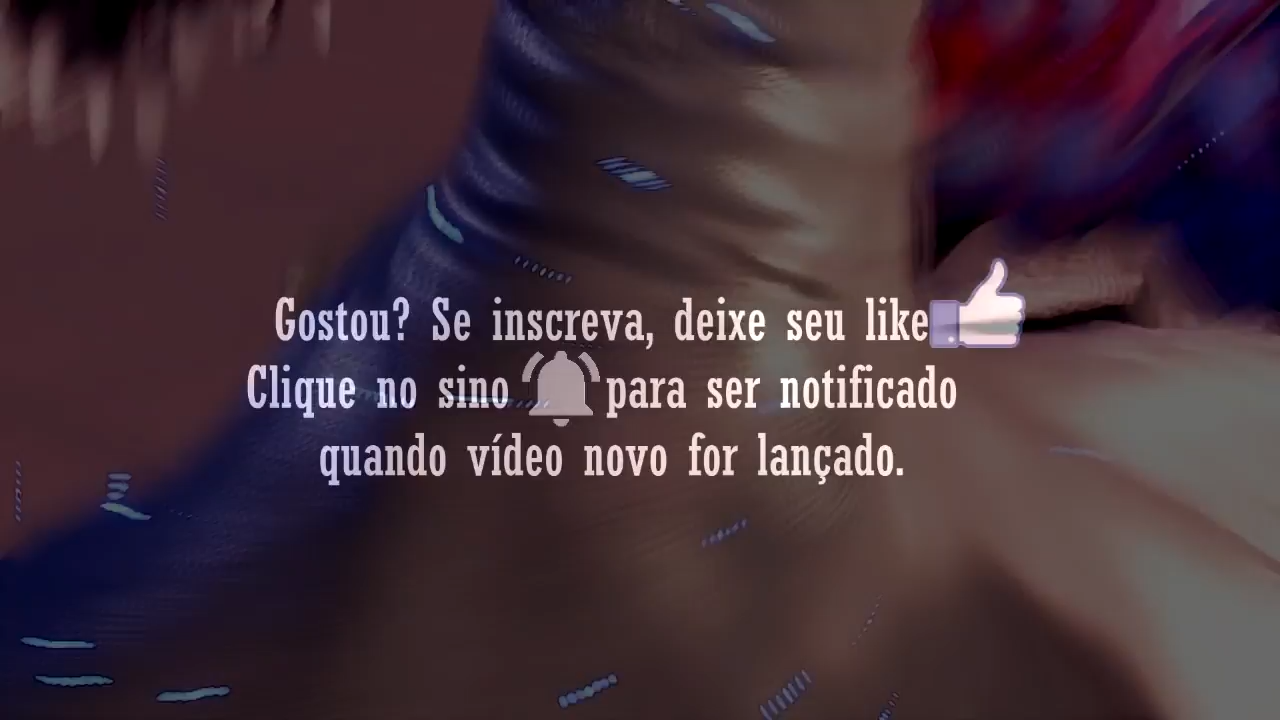 Gostou? Se inscreva, deixe seu like
Clique no sino para ser notificado
quando vídeo novo for lançado.